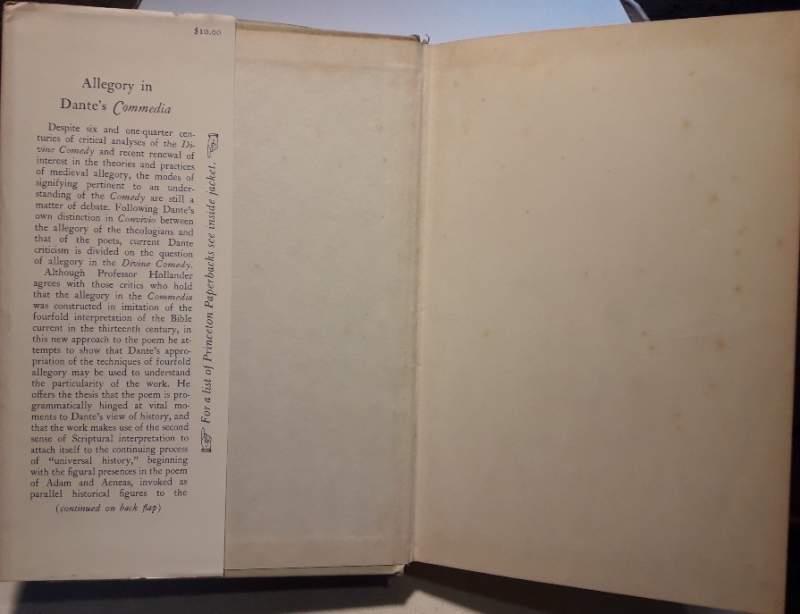 $10.00
Allegory in
Dante's Commedia
Despite six and one-quarter cen-
turies of critical analyses of the Di-
vine Comedy and recent renewal of
interest in the theories and practices
of medieval allegory, the modes of
signifying pertinent to an under-
standing of the Comedy are still a
matter of debate. Following Dante's
own distinction in Convivio between
the allegory of the theologians and
that of the poets, current Dante
criticism is divided on the question
of allegory in the Divine Comedy.
Although Professor Hollander
agrees with those critics who hold
that the allegory in the Commedia
was constructed in imitation of the
fourfold interpretation of the Bible
current in the thirteenth century, in
this new approach to the poem he at-
tempts to show that Dante's appro-
priation of the techniques of fourfold
allegory may be used to understand
the particularity of the work. He
offers the thesis that the poem is pro-
grammatically hinged at vital mo-
ments to Dante's view of history, and
that the work makes use of the second
sense of Scriptural interpretation to
attach itself to the continuing process
of "universal history," beginning
with the figural presences in the poem
of Adam and Aeneas, invoked as
parallel historical figures to the
(continued on back flap)
For a list of Princeton Paperbacks see inside jacket.